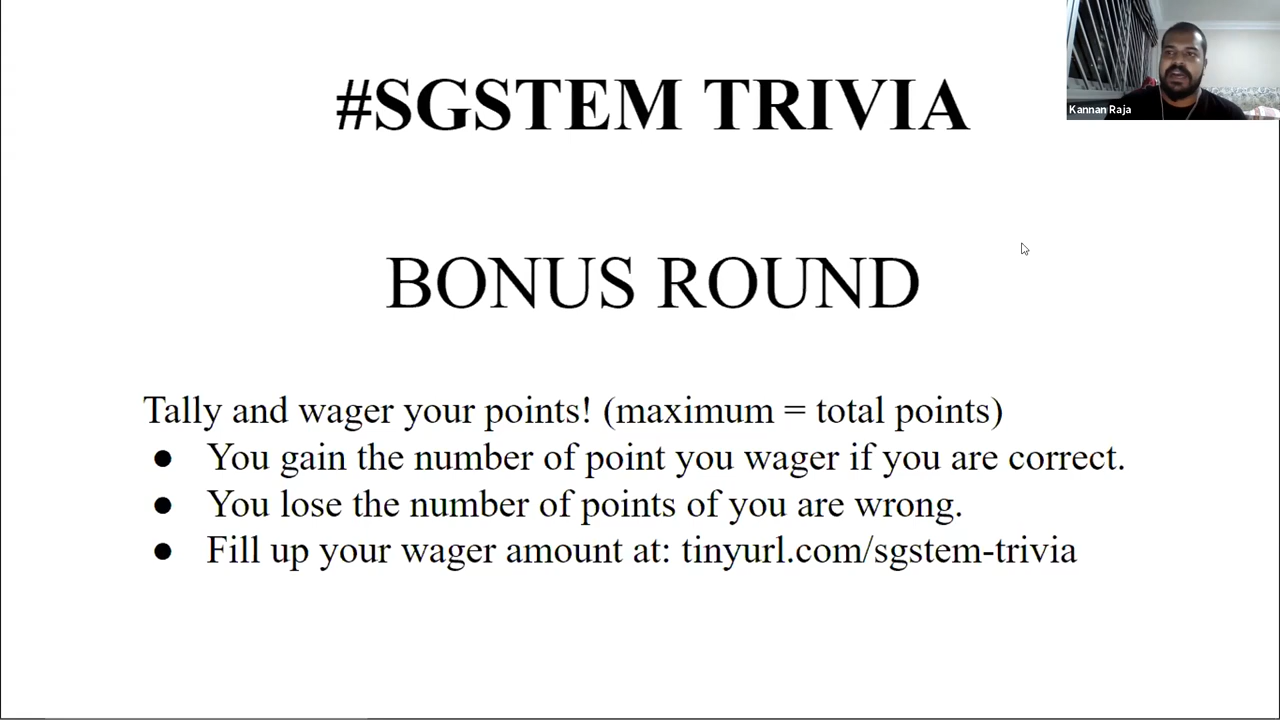 #SGSTEM TRIVIA
Kannan Raja
BONUS ROUND
Tally and wager your points! (maximum = total points)
● You gain the number of point you wager if you are correct.
● You lose the number of points of you are wrong.
● Fill up your wager amount at: tinyurl.com/sgstem-trivia